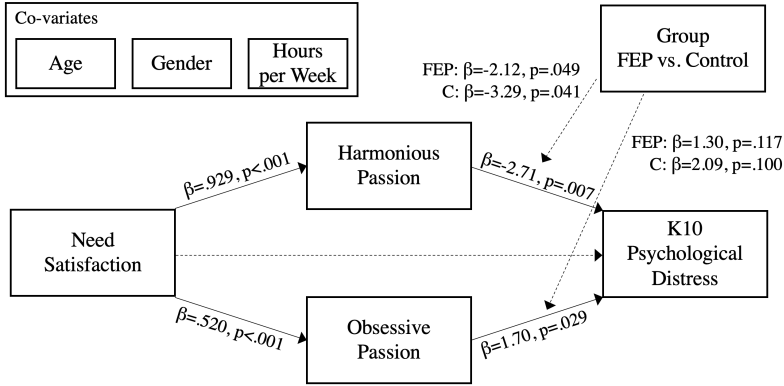 Co-variates
Age
Gender
Hours
per Week
Group
FEP vs. Control
FEP: β=-2.12, p=.049
C: β=-3.29, p=.041
FEP: β=1.30, p=.117
C: β=2.09, p=.100
Harmonious
Passion
β=.929, p<.001
β=-2.71, p=.007
Need
Satisfaction
K10
Psychological
Distress
β=.520, p<.001
Obsessive
Passion
β=1.70, p=.029